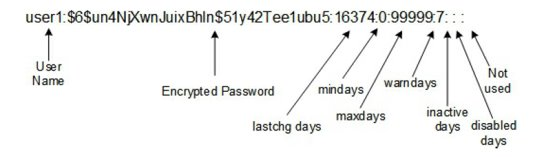 user1:$6$un4NjXwnJuixBhln$51y42Tee1ubu5:16374:0:99999:7: : :
User
Name
Encrypted Password
lastchg days
mindays
maxdays
warndays
inactive
days
disabled
days
Not
used